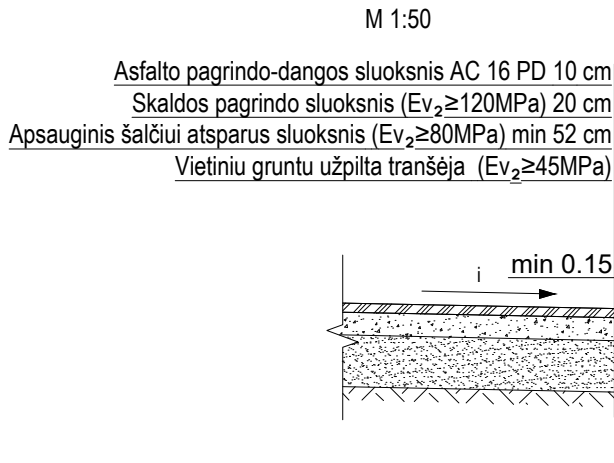 M 1:50
Asfalto pagrindo-dangos sluoksnis AC 16 PD 10 cm
Skaldos pagrindo sluoksnis (Ev₂≥120MPa) 20 cm
Apsauginis šalčiui atsparus sluoksnis (Ev₂≥80MPa) min 52 cm
Vietiniu gruntu užpilta tranšėja (Ev₂≥45MPa)
i min 0.15